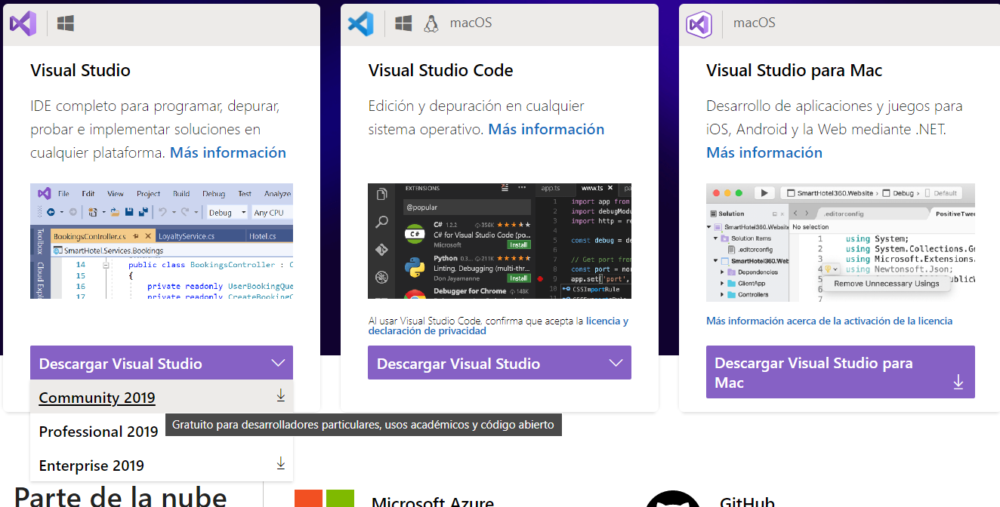 macOS
macOS
Visual Studio
IDE completo para programar, depurar,
probar e implementar soluciones en
cualquier plataforma. Más información
File Edit View Project Build Debug Test Analyze
Debug Any CPU
BookingsController.cs LoyaltyService.cs Hotel.cs
SmartHotel.Services.Bookings
Toolbox
14 public class BookingsController : C
15 {
16 private readonly UserBookingQue
17 private readonly CreateBookingC
Descargar Visual Studio
Community 2019
Gratuito para desarrolladores particulares, usos académicos y código abierto
Professional 2019
Enterprise 2019
Visual Studio Code
Edición y depuración en cualquier
sistema operativo. Más información
EXTENSIONS
@popular
C# 1.2.2 356K
C# for Visual Studio Code (po...
Microsoft Install
Python 0.3... 211K
Linting, Debugging (multi-thr...
Don Jayamanne Install
Debugger for Chrome 148K
app.ts www.ts pa
1 import app from
2 import debugModu
3 import http = re
4
5 const debug = de
6
7 // Get port from
8 const port = nor
9 app.set('port',
10 CSSImportRule
11
Al usar Visual Studio Code, confirma que acepta la licencia y
declaración de privacidad
Descargar Visual Studio
Visual Studio para Mac
Desarrollo de aplicaciones y juegos para
iOS, Android y la Web mediante .NET.
Más información
SmartHotel360.Website Debug Default
Solution
SmartHotel360.Website
Solution Items
.editorconfig
SmartHotel360.Web
Dependencies
ClientApp
Controllers
.editorconfig PositiveTwee
No selection
1 using System;
2 using System.Collections.Ge
3 using Microsoft.Extensions.
4 using Newtonsoft.Json;
5
Remove Unnecessary Usings
7
Más información acerca de la activación de la licencia
Descargar Visual Studio para
Mac
Parte de la nube
Microsoft Azure
GitHub